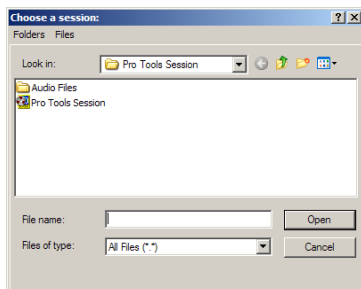 Choose a session:
Folders Files
Look in: Pro Tools Session
Audio Files
Pro Tools Session
File name: Open
Files of type: All Files (*.*) Cancel